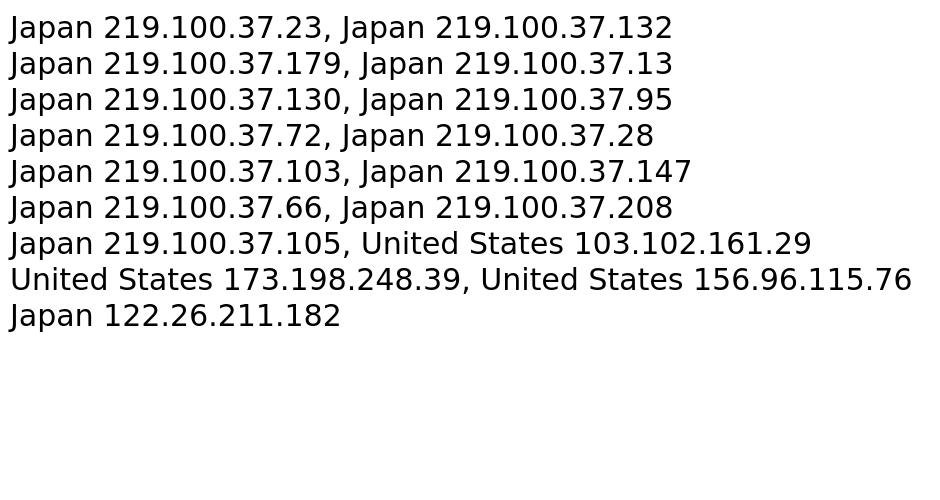 Japan 219.100.37.23, Japan 219.100.37.132
Japan 219.100.37.179, Japan 219.100.37.13
Japan 219.100.37.130, Japan 219.100.37.95
Japan 219.100.37.72, Japan 219.100.37.28
Japan 219.100.37.103, Japan 219.100.37.147
Japan 219.100.37.66, Japan 219.100.37.208
Japan 219.100.37.105, United States 103.102.161.29
United States 173.198.248.39, United States 156.96.115.76
Japan 122.26.211.182